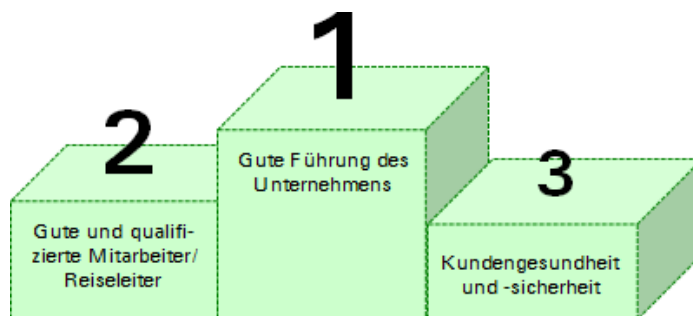 1
Gute Führung des
Unternehmens
2
Gute und qualifi-
zierte Mitarbeiter/
Reiseleiter
3
Kundengesundheit
und -sicherheit